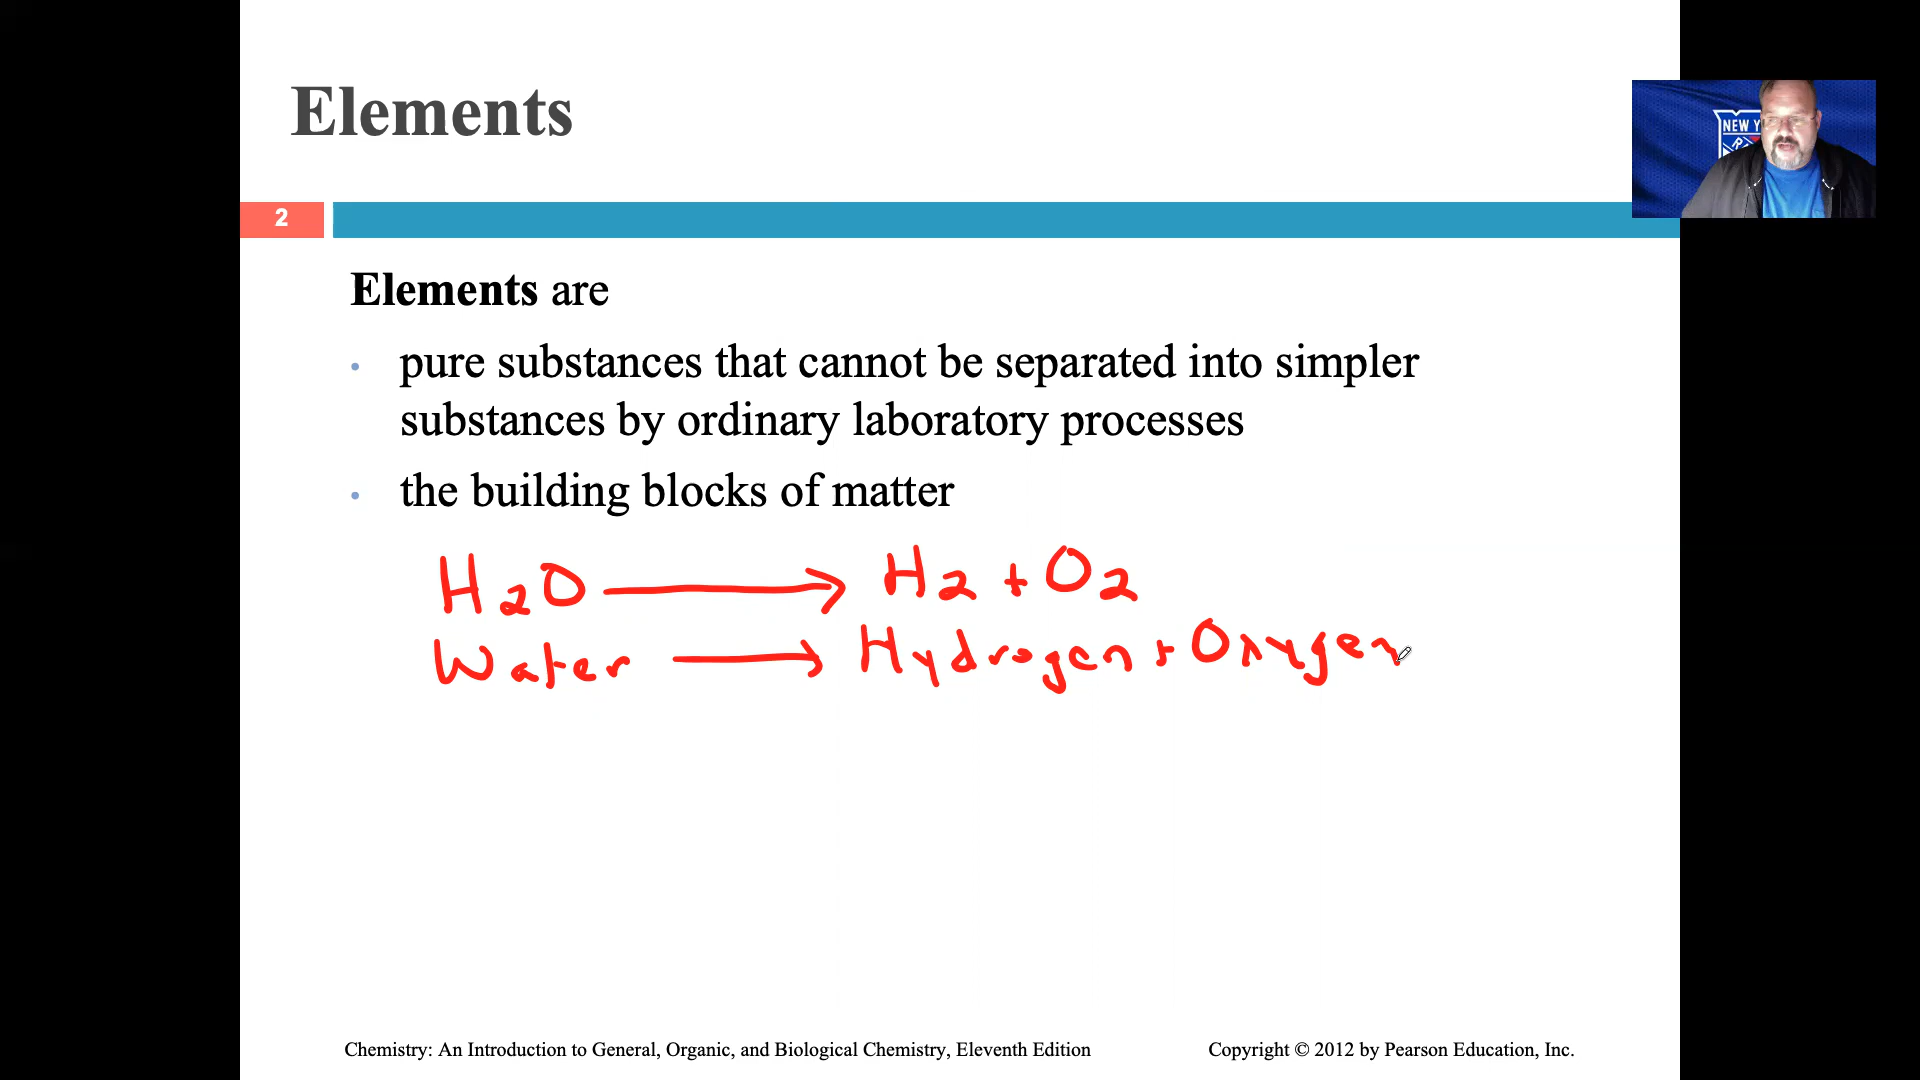 Elements
NEW Y
R
2
Elements are
• pure substances that cannot be separated into simpler
substances by ordinary laboratory processes
• the building blocks of matter
H₂O → H₂ + O₂
Water → Hydrogen + Oxygen
Chemistry: An Introduction to General, Organic, and Biological Chemistry, Eleventh Edition
Copyright © 2012 by Pearson Education, Inc.